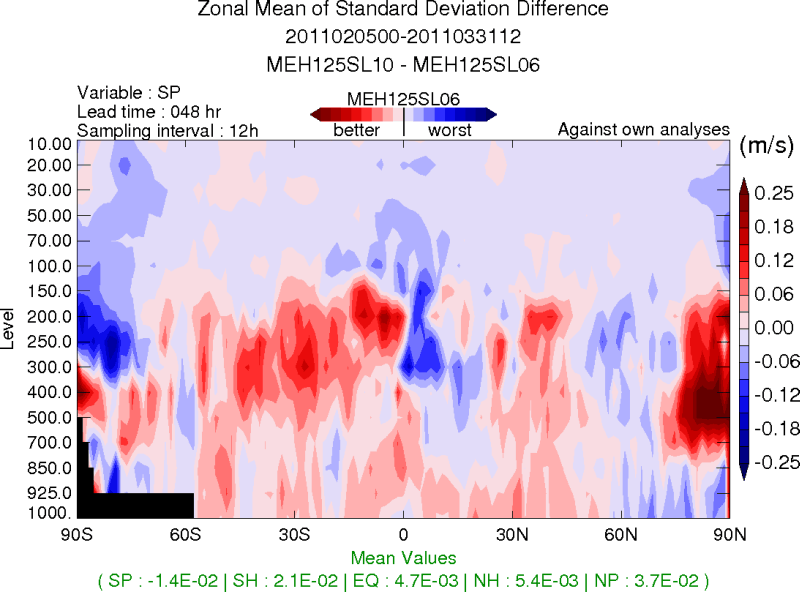 Zonal Mean of Standard Deviation Difference
2011020500-2011033112
MEH125SL10 - MEH125SL06
Variable : SP
Lead time : 048 hr
Sampling interval : 12h
MEH125SL06
better worst
Against own analyses
(m/s)
10.00
20.00
30.00
50.00
70.00
100.0
150.0
200.0
250.0
300.0
400.0
500.0
700.0
850.0
925.0
1000.
Level
0.25
0.18
0.12
0.06
0.00
-0.06
-0.12
-0.18
-0.25
90S 60S 30S 0 30N 60N 90N
Mean Values
( SP : -1.4E-02 | SH : 2.1E-02 | EQ : 4.7E-03 | NH : 5.4E-03 | NP : 3.7E-02 )